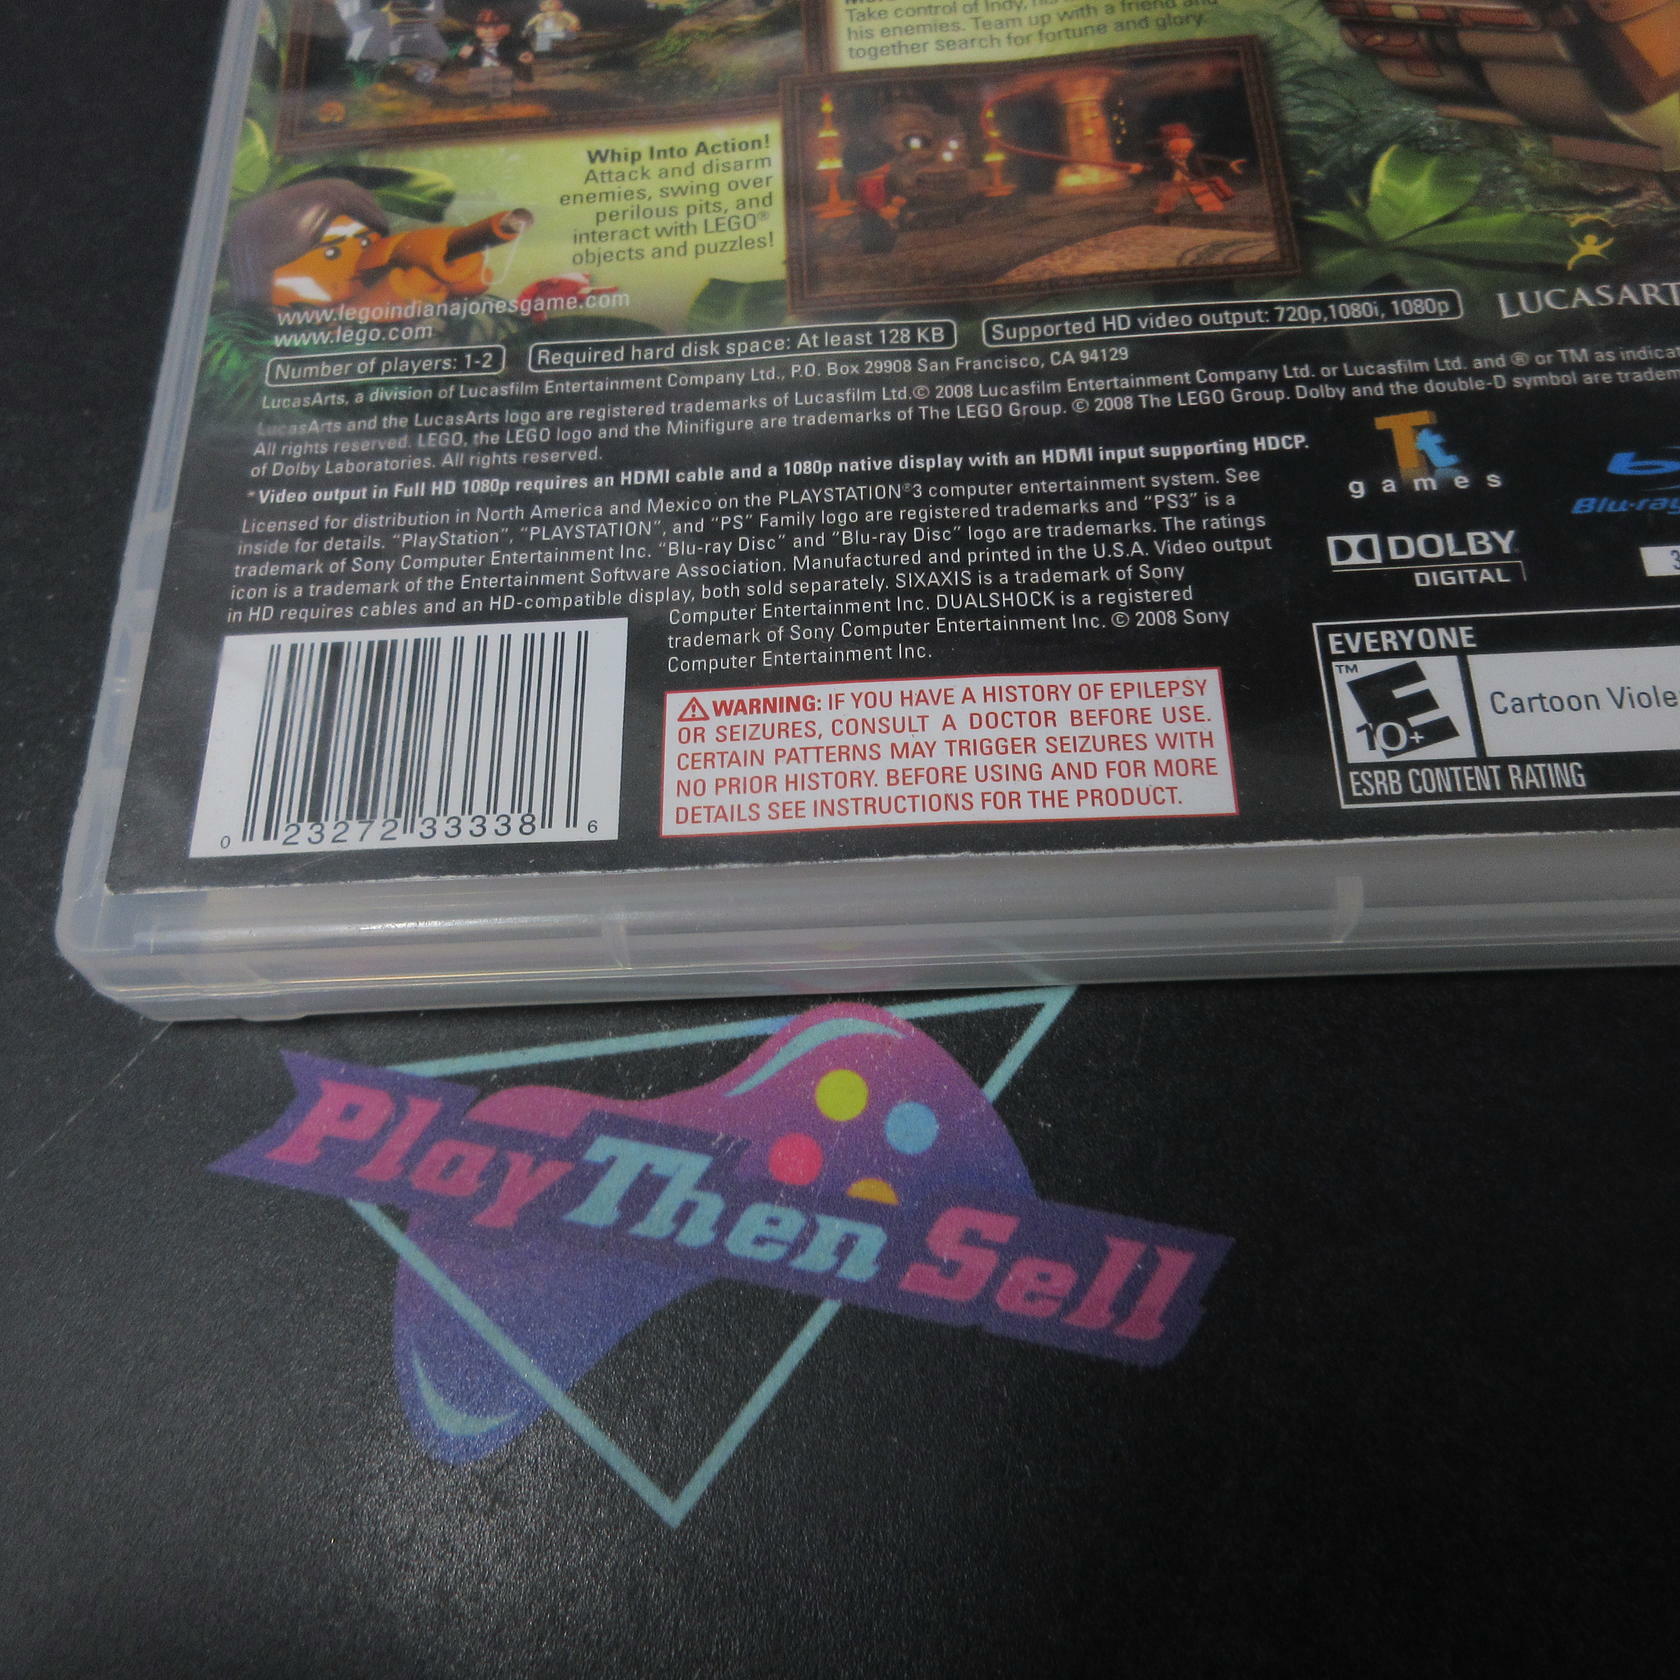 Take control of Indy,
his enemies. Team up with a friend and
together search for fortune and glory.
Whip Into Action!
Attack and disarm
enemies, swing over
perilous pits, and
interact with LEGO®
objects and puzzles!
www.legoindianajonesgame.com
www.lego.com
Number of players: 1-2
Required hard disk space: At least 128 KB
Supported HD video output: 720p,1080i, 1080p
LUCASART
LucasArts, a division of Lucasfilm Entertainment Company Ltd., P.O. Box 29908 San Francisco, CA 94129
LucasArts and the LucasArts logo are registered trademarks of Lucasfilm Ltd.© 2008 Lucasfilm Entertainment Company Ltd. or Lucasfilm Ltd. and ® or TM as indicat
All rights reserved. LEGO, the LEGO logo and the Minifigure are trademarks of The LEGO Group. © 2008 The LEGO Group. Dolby and the double-D symbol are tradem
of Dolby Laboratories. All rights reserved.
*Video output in Full HD 1080p requires an HDMI cable and a 1080p native display with an HDMI input supporting HDCP.
Licensed for distribution in North America and Mexico on the PLAYSTATION®3 computer entertainment system. See
inside for details. "PlayStation", "PLAYSTATION", and "PS" Family logo are registered trademarks and "PS3" is a
trademark of Sony Computer Entertainment Inc. "Blu-ray Disc" and "Blu-ray Disc" logo are trademarks. The ratings
icon is a trademark of the Entertainment Software Association. Manufactured and printed in the U.S.A. Video output
in HD requires cables and an HD-compatible display, both sold separately. SIXAXIS is a trademark of Sony
Computer Entertainment Inc. DUALSHOCK is a registered
trademark of Sony Computer Entertainment Inc. © 2008 Sony
Computer Entertainment Inc.
Tt
games
Blu-ray
DOLBY
DIGITAL
WARNING: IF YOU HAVE A HISTORY OF EPILEPSY
OR SEIZURES, CONSULT A DOCTOR BEFORE USE.
CERTAIN PATTERNS MAY TRIGGER SEIZURES WITH
NO PRIOR HISTORY. BEFORE USING AND FOR MORE
DETAILS SEE INSTRUCTIONS FOR THE PRODUCT.
EVERYONE
TM
E
10+
Cartoon Viole
ESRB CONTENT RATING
0 23272 33338 6
Play Then Sell